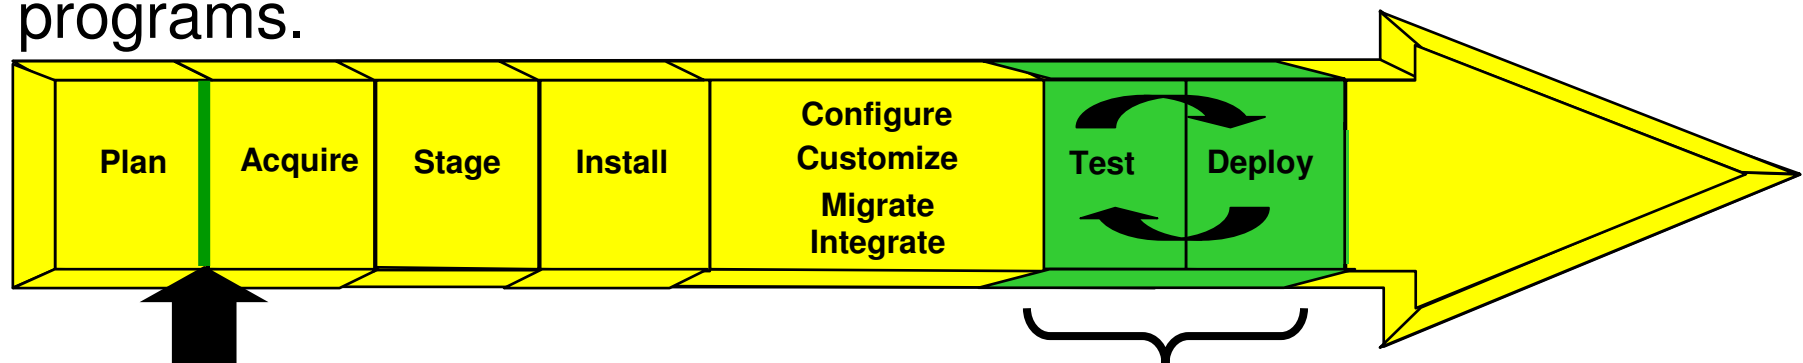 programs.
Plan
Acquire
Stage
Install
Configure
Customize
Migrate
Integrate
Test
Deploy